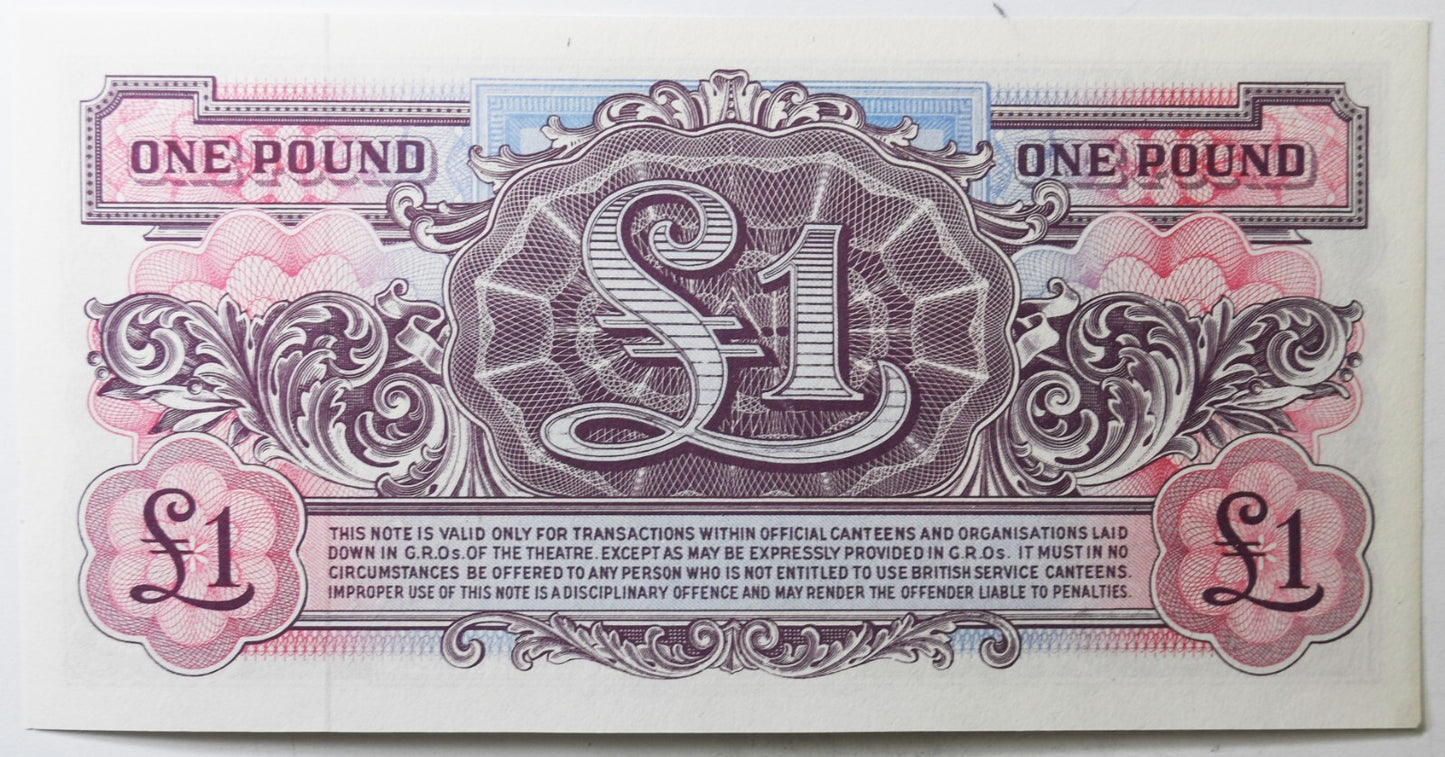 ONE POUND
ONE POUND
£1
THIS NOTE IS VALID ONLY FOR TRANSACTIONS WITHIN OFFICIAL CANTEENS AND ORGANISATIONS LAID
DOWN IN G.R.Os. OF THE THEATRE. EXCEPT AS MAY BE EXPRESSLY PROVIDED IN G.R.Os. IT MUST IN NO
CIRCUMSTANCES BE OFFERED TO ANY PERSON WHO IS NOT ENTITLED TO USE BRITISH SERVICE CANTEENS.
IMPROPER USE OF THIS NOTE IS A DISCIPLINARY OFFENCE AND MAY RENDER THE OFFENDER LIABLE TO PENALTIES.
£1
£1